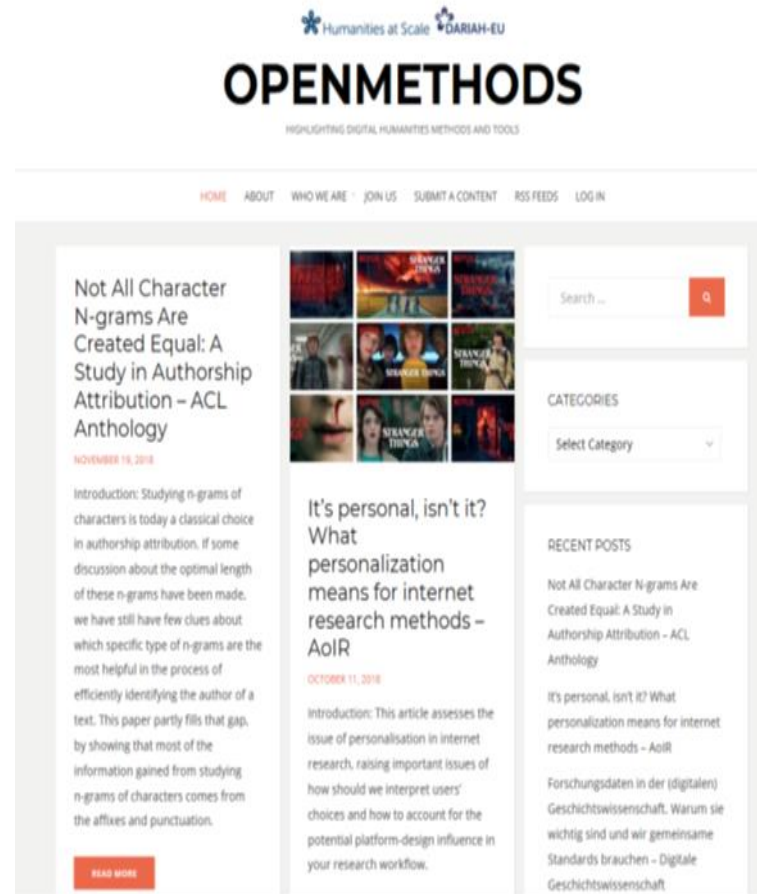 Humanities at Scale DARIAH-EU
OPENMETHODS
HIGHLIGHTING DIGITAL HUMANITIES METHODS AND TOOLS
HOME ABOUT WHO WE ARE JOIN US SUBMIT A CONTENT RSS FEEDS LOG IN
Not All Character
N-grams Are
Created Equal: A
Study in Authorship
Attribution – ACL
Anthology
NOVEMBER 19, 2018
Introduction: Studying n-grams of
characters is today a classical choice
in authorship attribution. If some
discussion about the optimal length
of these n-grams have been made,
we have still have few clues about
which specific type of n-grams are the
most helpful in the process of
efficiently identifying the author of a
text. This paper partly fills that gap,
by showing that most of the
information gained from studying
n-grams of characters comes from
the affixes and punctuation.
READ MORE
STRANGER
THINGS
STRANGER THINGS
STRANGER
THINGS
STRANGER
THINGS
It's personal, isn't it?
What
personalization
means for internet
research methods –
AoIR
OCTOBER 11, 2018
Introduction: This article assesses the
issue of personalisation in internet
research, raising important issues of
how should we interpret users'
choices and how to account for the
potential platform-design influence in
your research workflow.
Search ...
CATEGORIES
Select Category
RECENT POSTS
Not All Character N-grams Are
Created Equal: A Study in
Authorship Attribution – ACL
Anthology
It's personal, isn't it? What
personalization means for internet
research methods – AoIR
Forschungsdaten in der (digitalen)
Geschichtswissenschaft. Warum sie
wichtig sind und wir gemeinsame
Standards brauchen – Digitale
Geschichtswissenschaft